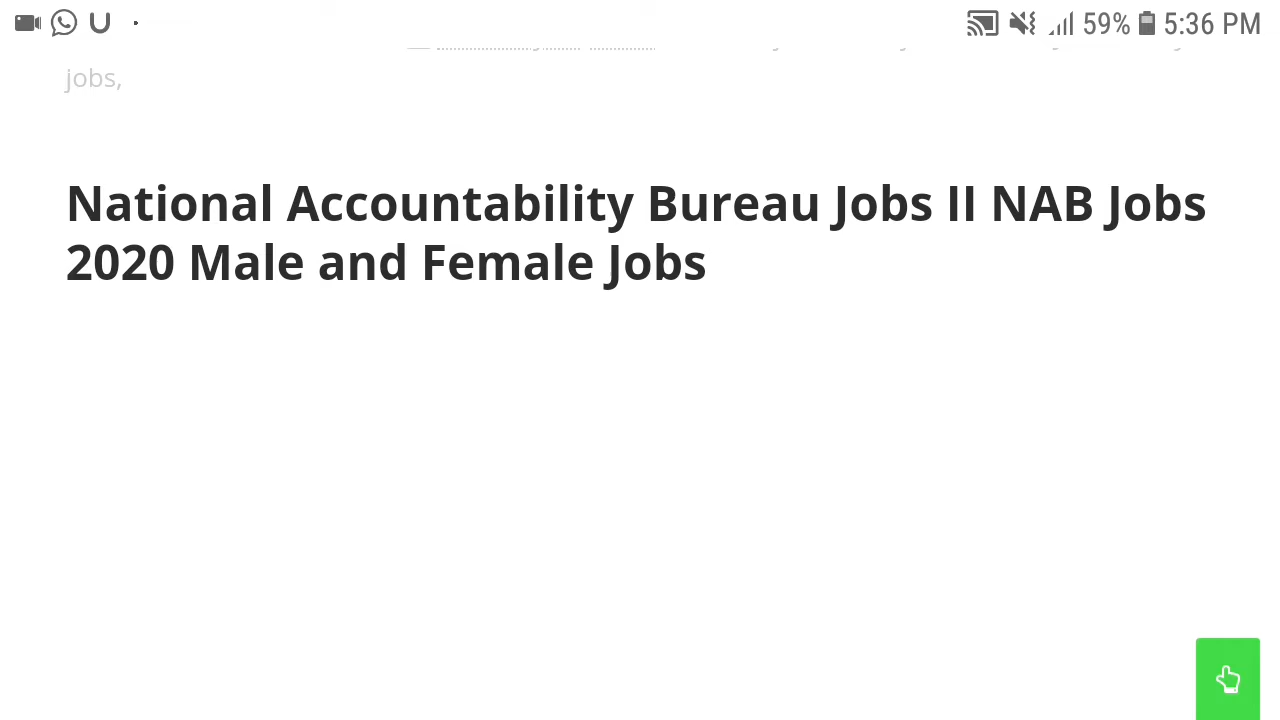 59% 5:36 PM
jobs,
National Accountability Bureau Jobs II NAB Jobs
2020 Male and Female Jobs